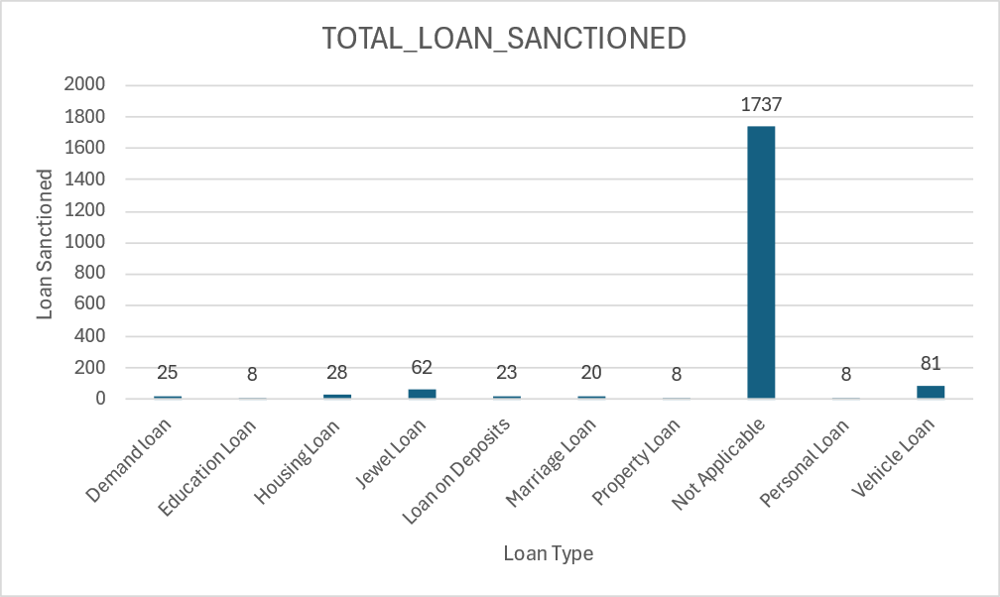 TOTAL_LOAN_SANCTIONED
Loan Sanctioned
2000
1800
1600
1400
1200
1000
800
600
400
200
0
25
8
28
62
23
20
8
1737
8
81
Demand loan
Education Loan
Housing Loan
Jewel Loan
Loan on Deposits
Marriage Loan
Property Loan
Not Applicable
Personal Loan
Vehicle Loan
Loan Type